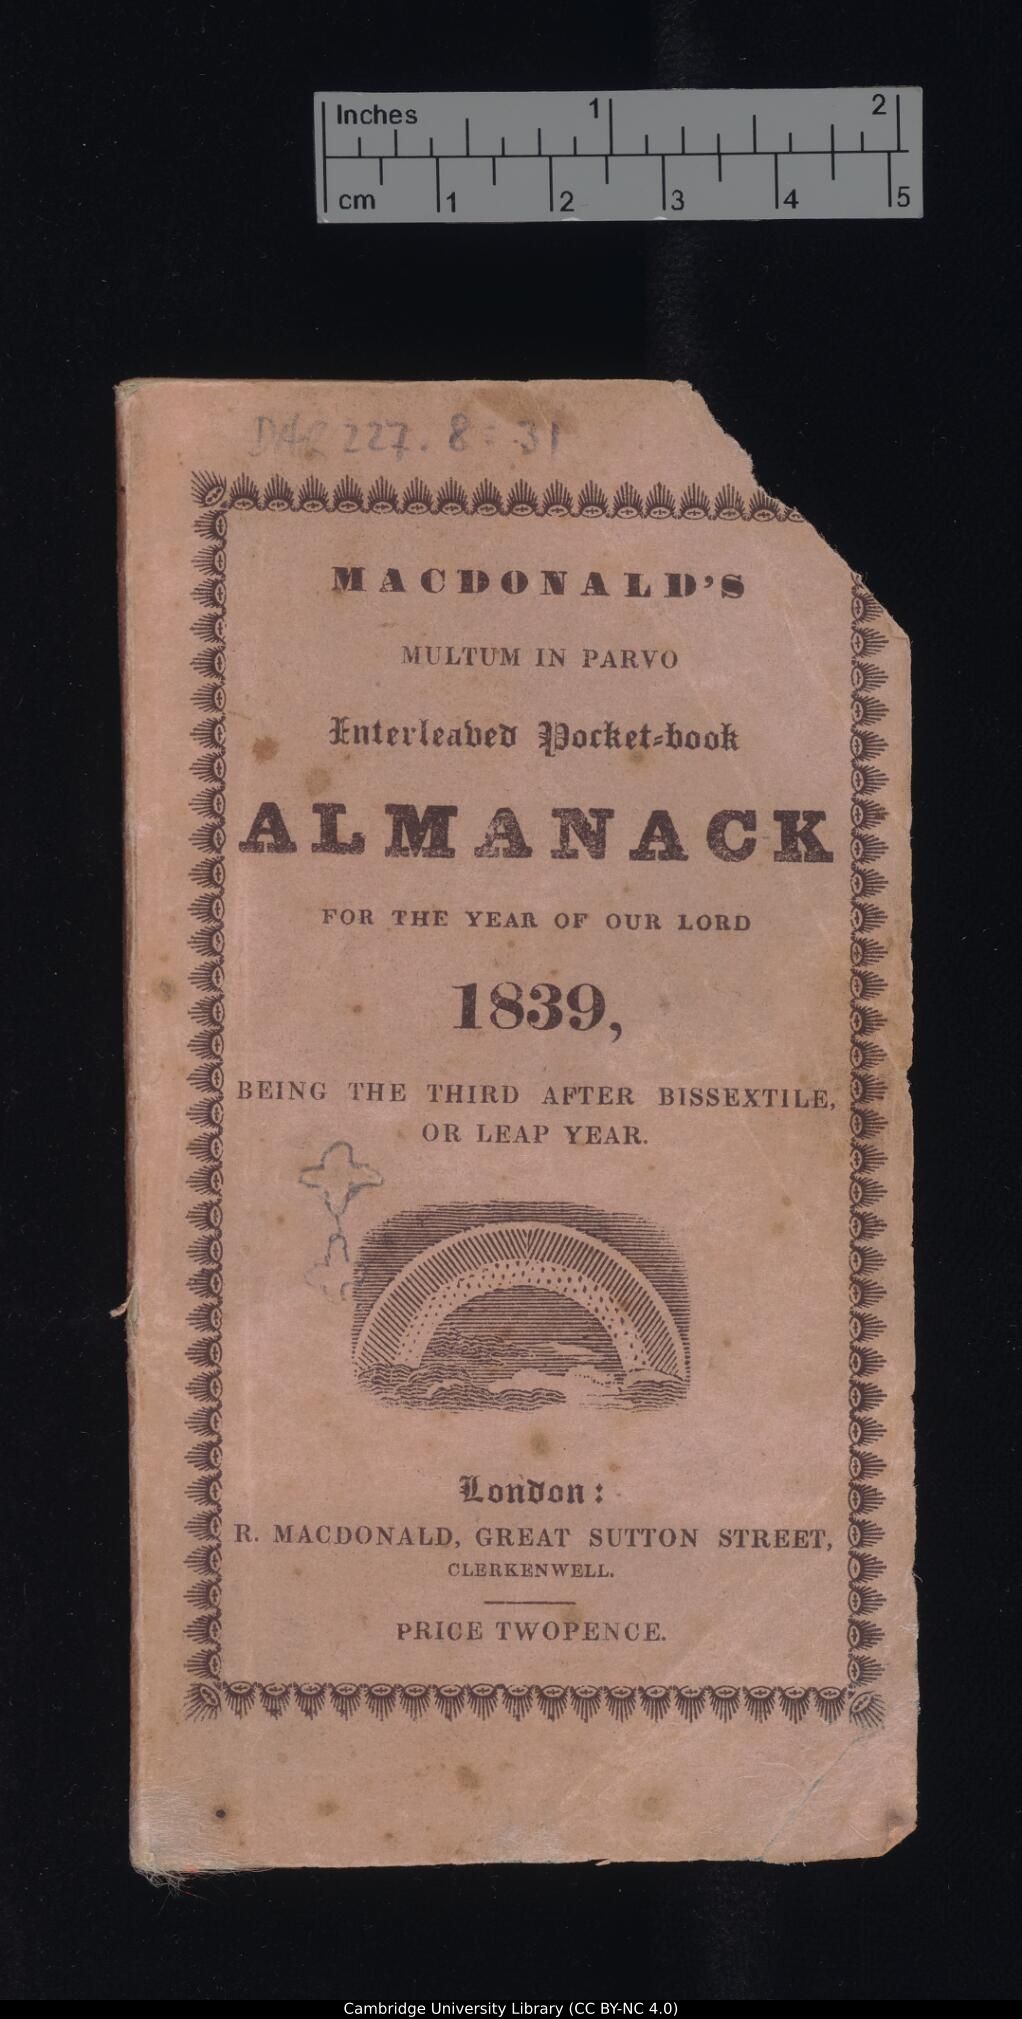 Inches 1 2
cm 1 2 3 4 5
DAR 227. 8: 31
MACDONALD'S
MULTUM IN PARVO
Interleaved Pocket-book
ALMANACK
FOR THE YEAR OF OUR LORD
1839,
BEING THE THIRD AFTER BISSEXTILE,
OR LEAP YEAR.
London:
R. MACDONALD, GREAT SUTTON STREET,
CLERKENWELL.
PRICE TWOPENCE.
Cambridge University Library (CC BY-NC 4.0)